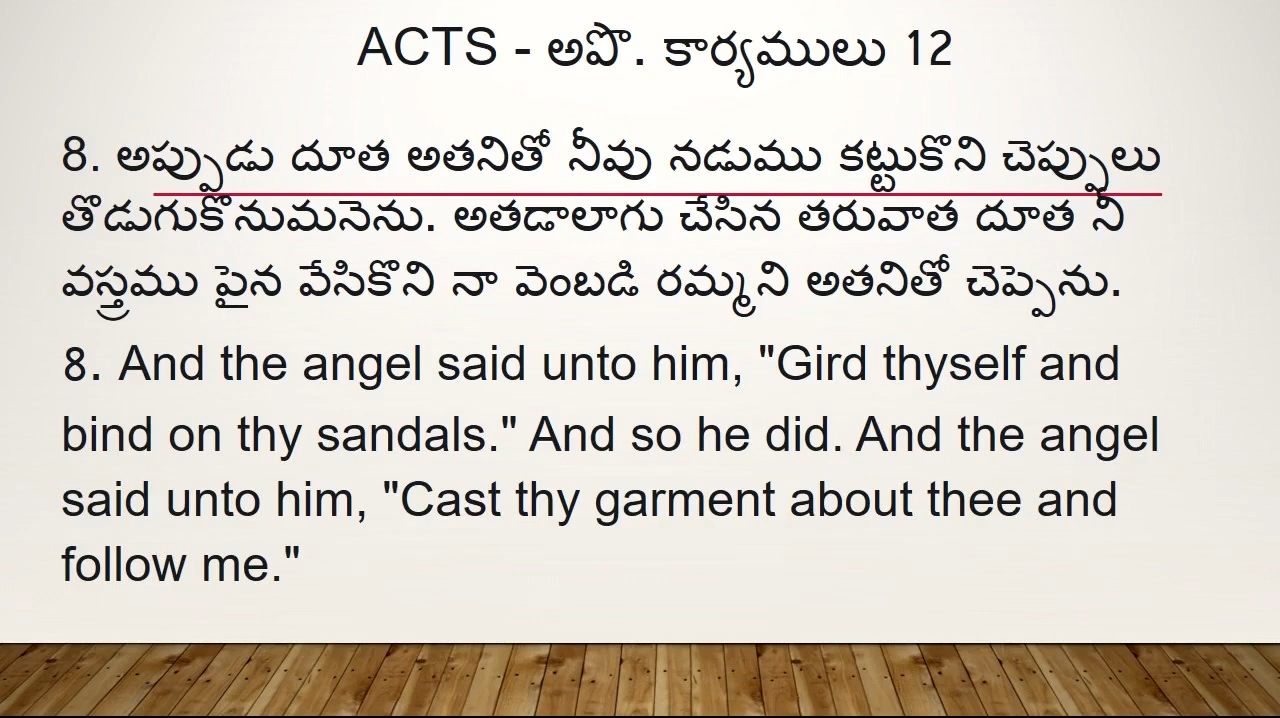 ACTS - అపొ. కార్యములు 12
8. అప్పుడు దూత అతనితో నీవు నడుము కట్టుకొని చెప్పులు
తొడుగుకొనుమనెను. అతడాలాగు చేసిన తరువాత దూత నీ
వస్త్రము పైన వేసికొని నా వెంబడి రమ్మని అతనితో చెప్పెను.
8. And the angel said unto him, "Gird thyself and
bind on thy sandals." And so he did. And the angel
said unto him, "Cast thy garment about thee and
follow me."